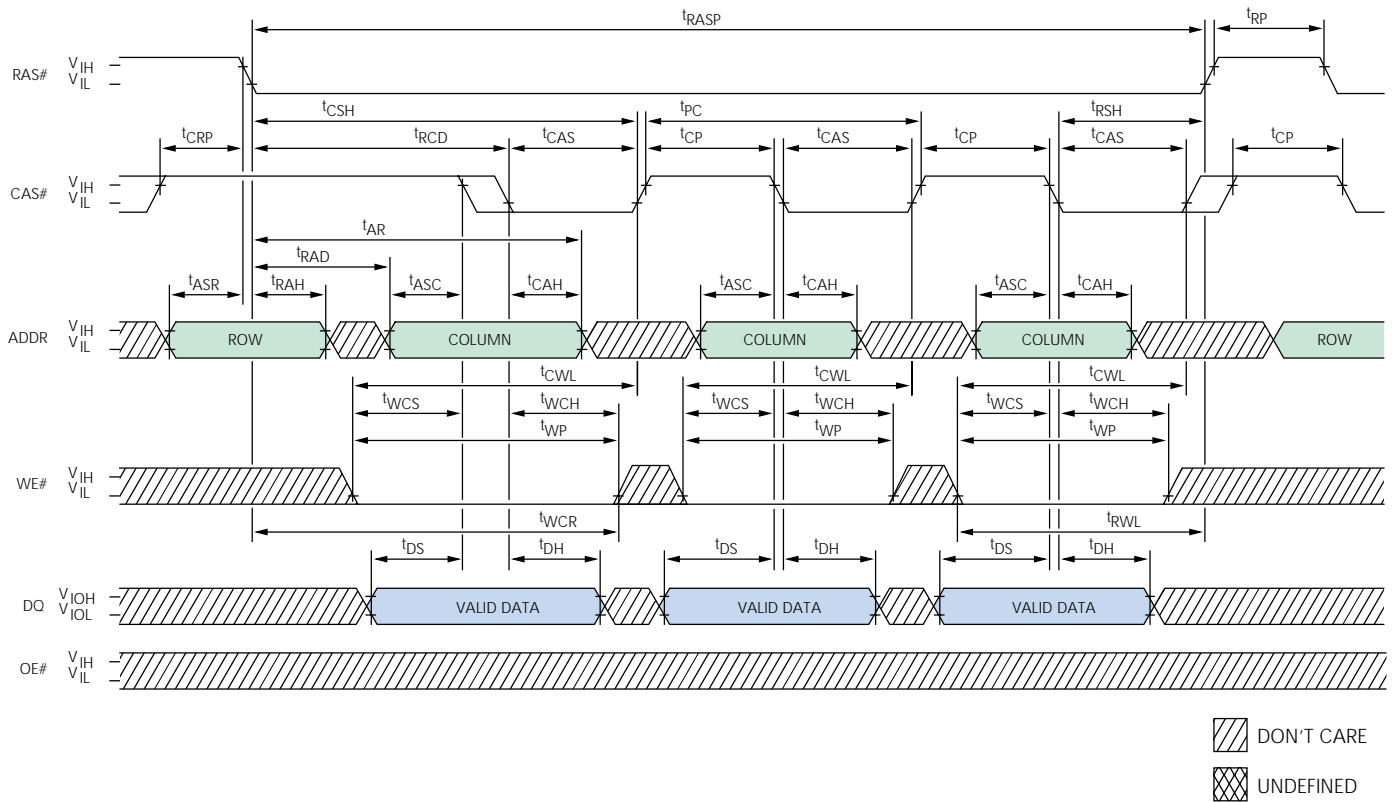 tRASP tRP
RAS# VIH
VIL
tCSH tPC tRSH
tCRP tRCD tCAS tCP tCAS tCP tCAS tCP
CAS# VIH
VIL
tAR
tRAD
tASR tRAH tASC tCAH tASC tCAH tASC tCAH
ADDR VIH
VIL
ROW COLUMN COLUMN COLUMN ROW
tCWL tCWL tCWL
tWCS tWCH tWCS tWCH tWCS tWCH
tWP tWP tWP
WE# VIH
VIL
tWCR tRWL
tDS tDH tDS tDH tDS tDH
DQ VIOH
VIOL
VALID DATA VALID DATA VALID DATA
OE# VIH
VIL
DON'T CARE
UNDEFINED